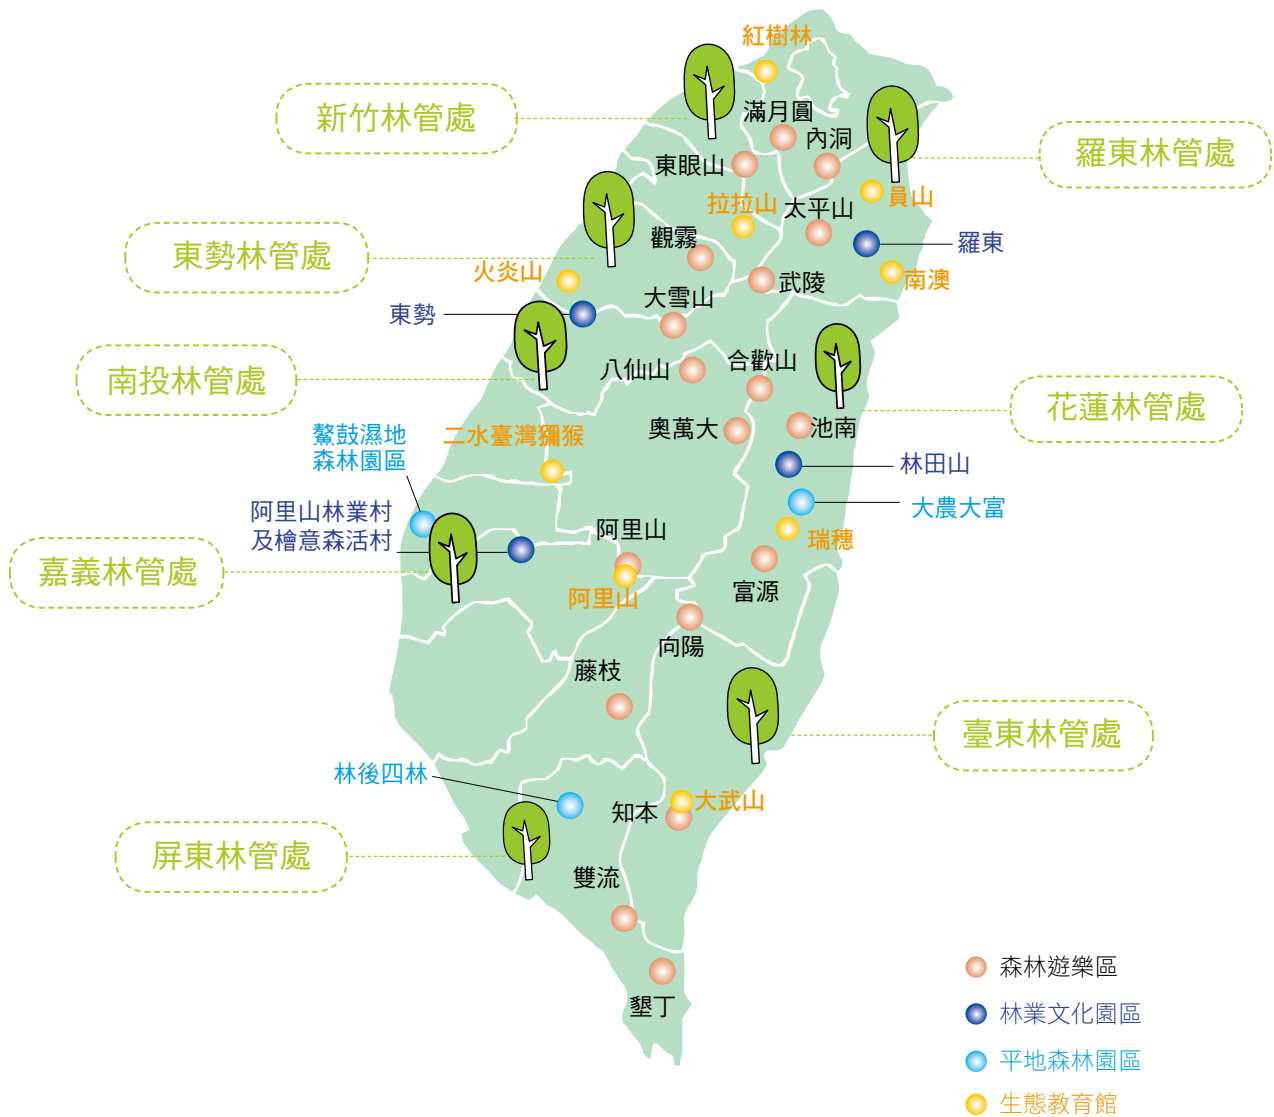 紅樹林
新竹林管處
滿月圓
內洞
羅東林管處
東眼山
拉拉山
員山
太平山
東勢林管處
觀霧
羅東
火炎山
武陵
南澳
大雪山
東勢
南投林管處
八仙山
合歡山
花蓮林管處
奧萬大
池南
鰲鼓濕地
森林園區
二水臺灣獼猴
林田山
阿里山林業村
及檜意森活村
大農大富
阿里山
瑞穗
嘉義林管處
阿里山
富源
向陽
藤枝
臺東林管處
林後四林
知本
大武山
屏東林管處
雙流
墾丁
森林遊樂區
林業文化園區
平地森林園區
生態教育館